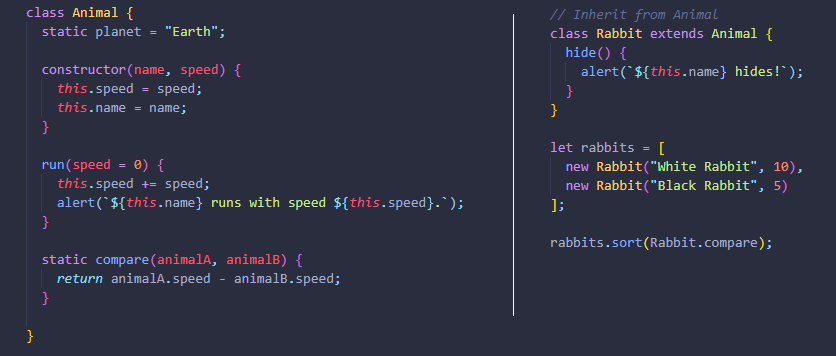 class Animal {
  static planet = "Earth";

  constructor(name, speed) {
    this.speed = speed;
    this.name = name;
  }

  run(speed = 0) {
    this.speed += speed;
    alert(`${this.name} runs with speed ${this.speed}.`);
  }

  static compare(animalA, animalB) {
    return animalA.speed - animalB.speed;
  }

}

// Inherit from Animal
class Rabbit extends Animal {
  hide() {
    alert(`${this.name} hides!`);
  }
}

let rabbits = [
  new Rabbit("White Rabbit", 10),
  new Rabbit("Black Rabbit", 5)
];

rabbits.sort(Rabbit.compare);